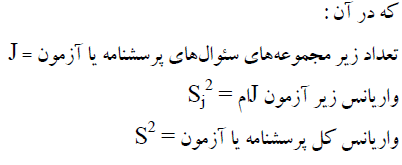 که در آن :
تعداد زیر مجموعه‌های سئوال‌های پرسشنامه یا آزمون = J
واریانس زیر آزمون Jام = Sj²
واریانس کل پرسشنامه یا آزمون = S²